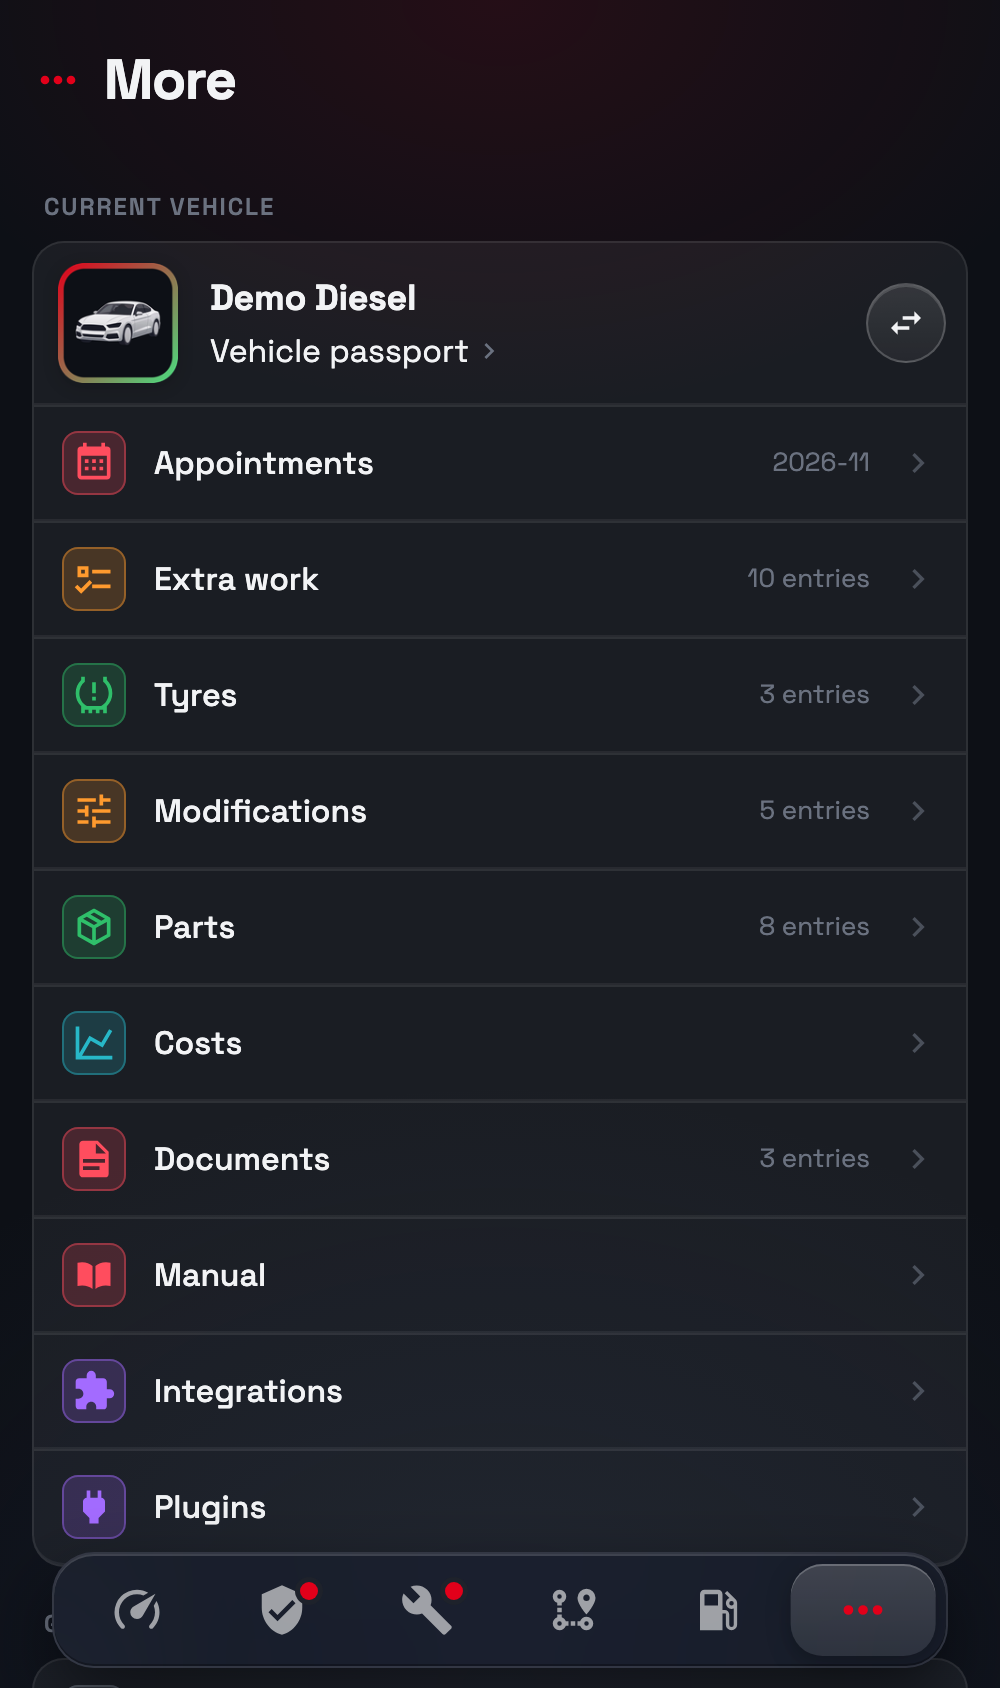 More
CURRENT VEHICLE
Demo Diesel
Vehicle passport
Appointments 2026-11
Extra work 10 entries
Tyres 3 entries
Modifications 5 entries
Parts 8 entries
Costs
Documents 3 entries
Manual
Integrations
Plugins